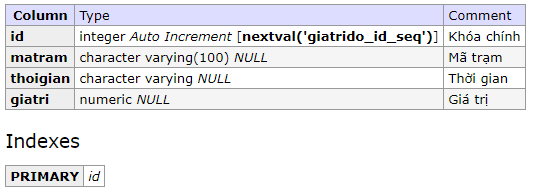 Column Type Comment
id integer Auto Increment [nextval('giatrido_id_seq')] Khóa chính
matram character varying(100) NULL Mã trạm
thoigian character varying NULL Thời gian
giatri numeric NULL Giá trị
Indexes
PRIMARY id